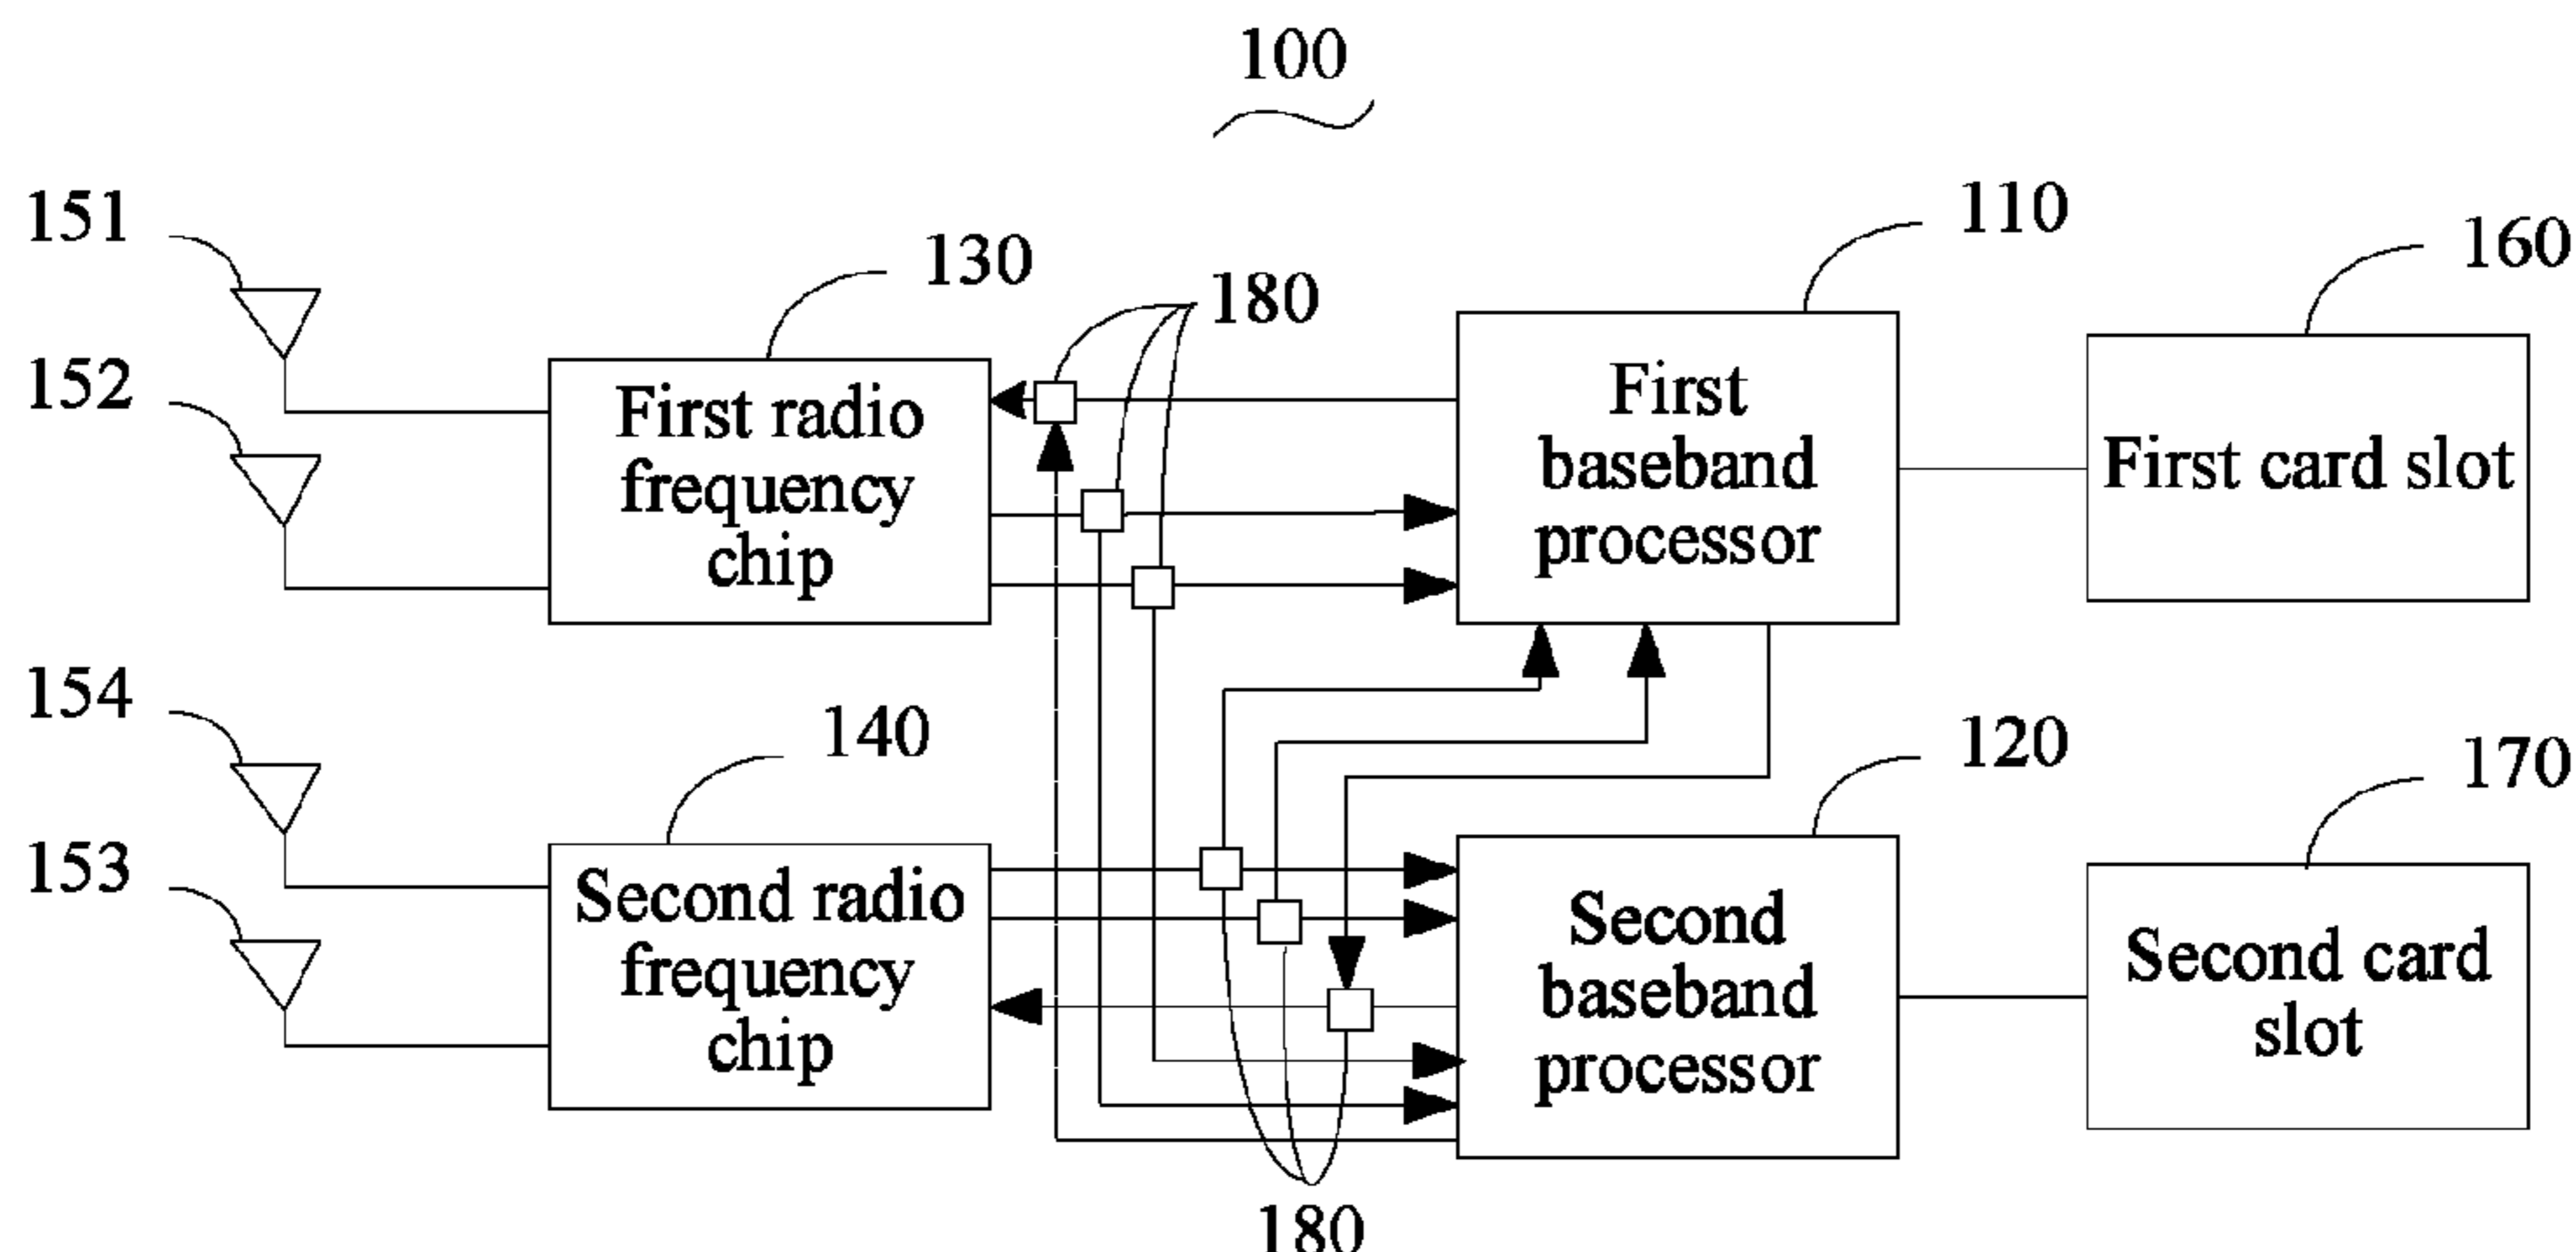 100
151
130
180
110
160
First radio
frequency
chip
First
baseband
processor
First card slot
152
154
140
120
170
153
Second radio
frequency
chip
Second
baseband
processor
Second card
slot
180